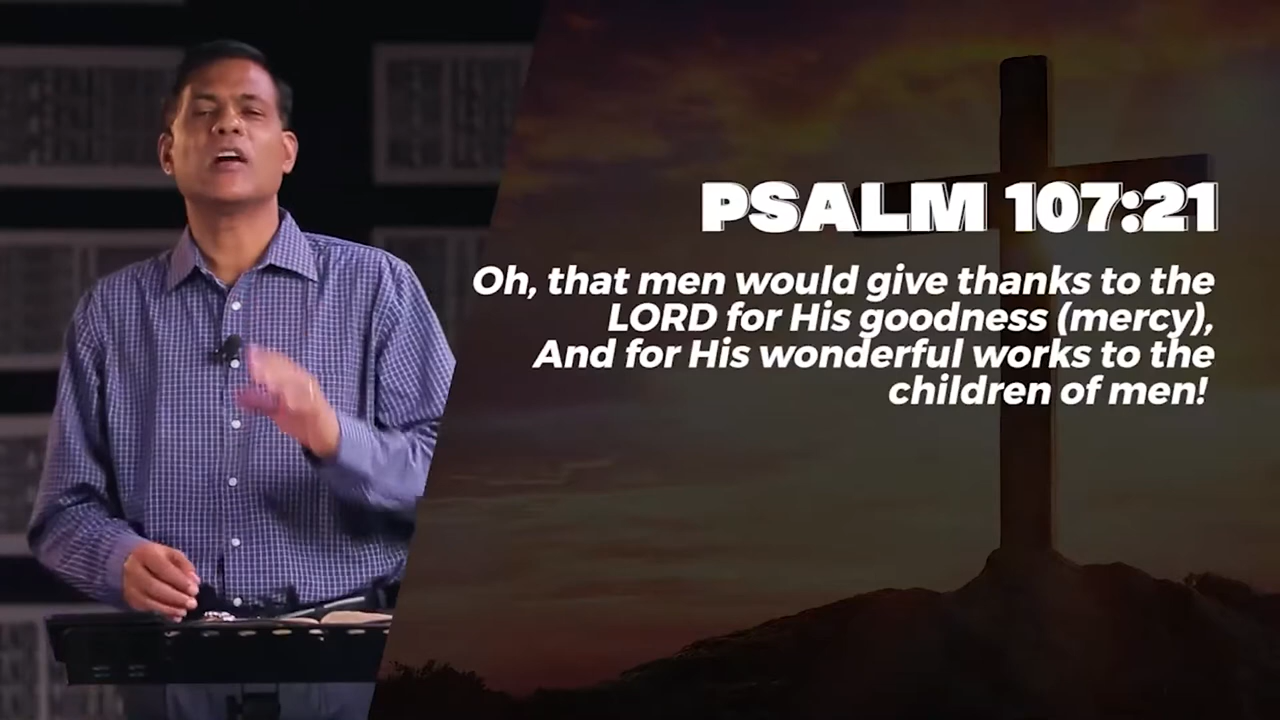 PSALM 107:21
Oh, that men would give thanks to the
LORD for His goodness (mercy),
And for His wonderful works to the
children of men!